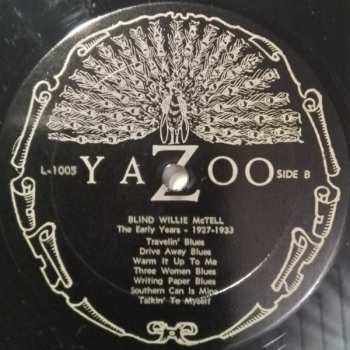 L-1005 YAZOO SIDE B
BLIND WILLIE McTELL
The Early Years - 1927-1933
Travelin' Blues
Drive Away Blues
Warm It Up To Me
Three Women Blues
Writing Paper Blues
Southern Can Is Mine
Talkin' To Myself